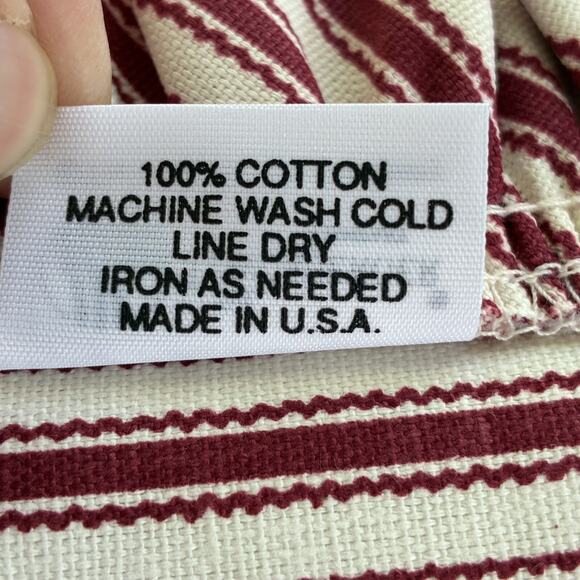 100% COTTON
MACHINE WASH COLD
LINE DRY
IRON AS NEEDED
MADE IN U.S.A.